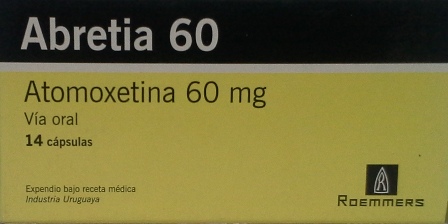 Abretia 60
Atomoxetina 60 mg
Vía oral
14 cápsulas
Expendio bajo receta médica
Industria Uruguaya
R
ROEMMERS